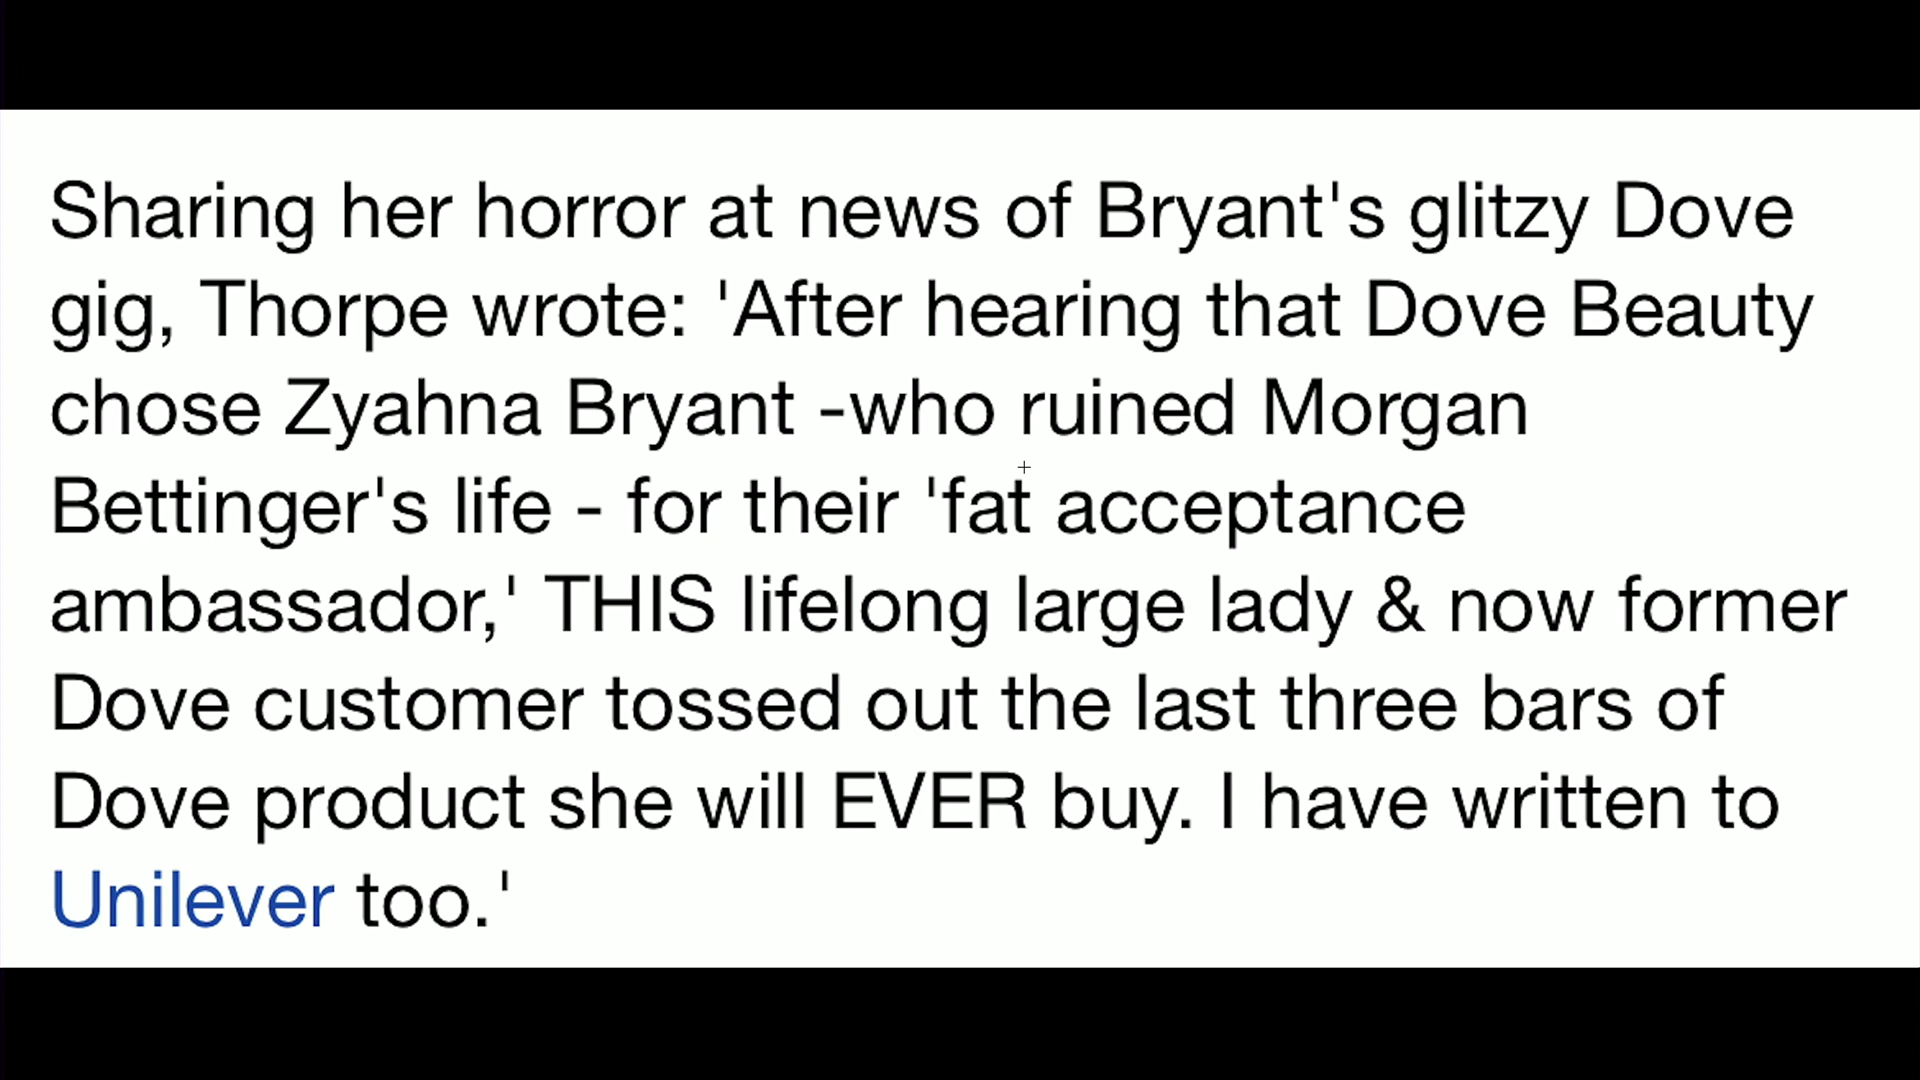 Sharing her horror at news of Bryant's glitzy Dove
gig, Thorpe wrote: 'After hearing that Dove Beauty
chose Zyahna Bryant -who ruined Morgan
Bettinger's life - for their 'fat acceptance
ambassador,' THIS lifelong large lady & now former
Dove customer tossed out the last three bars of
Dove product she will EVER buy. I have written to
Unilever too.'